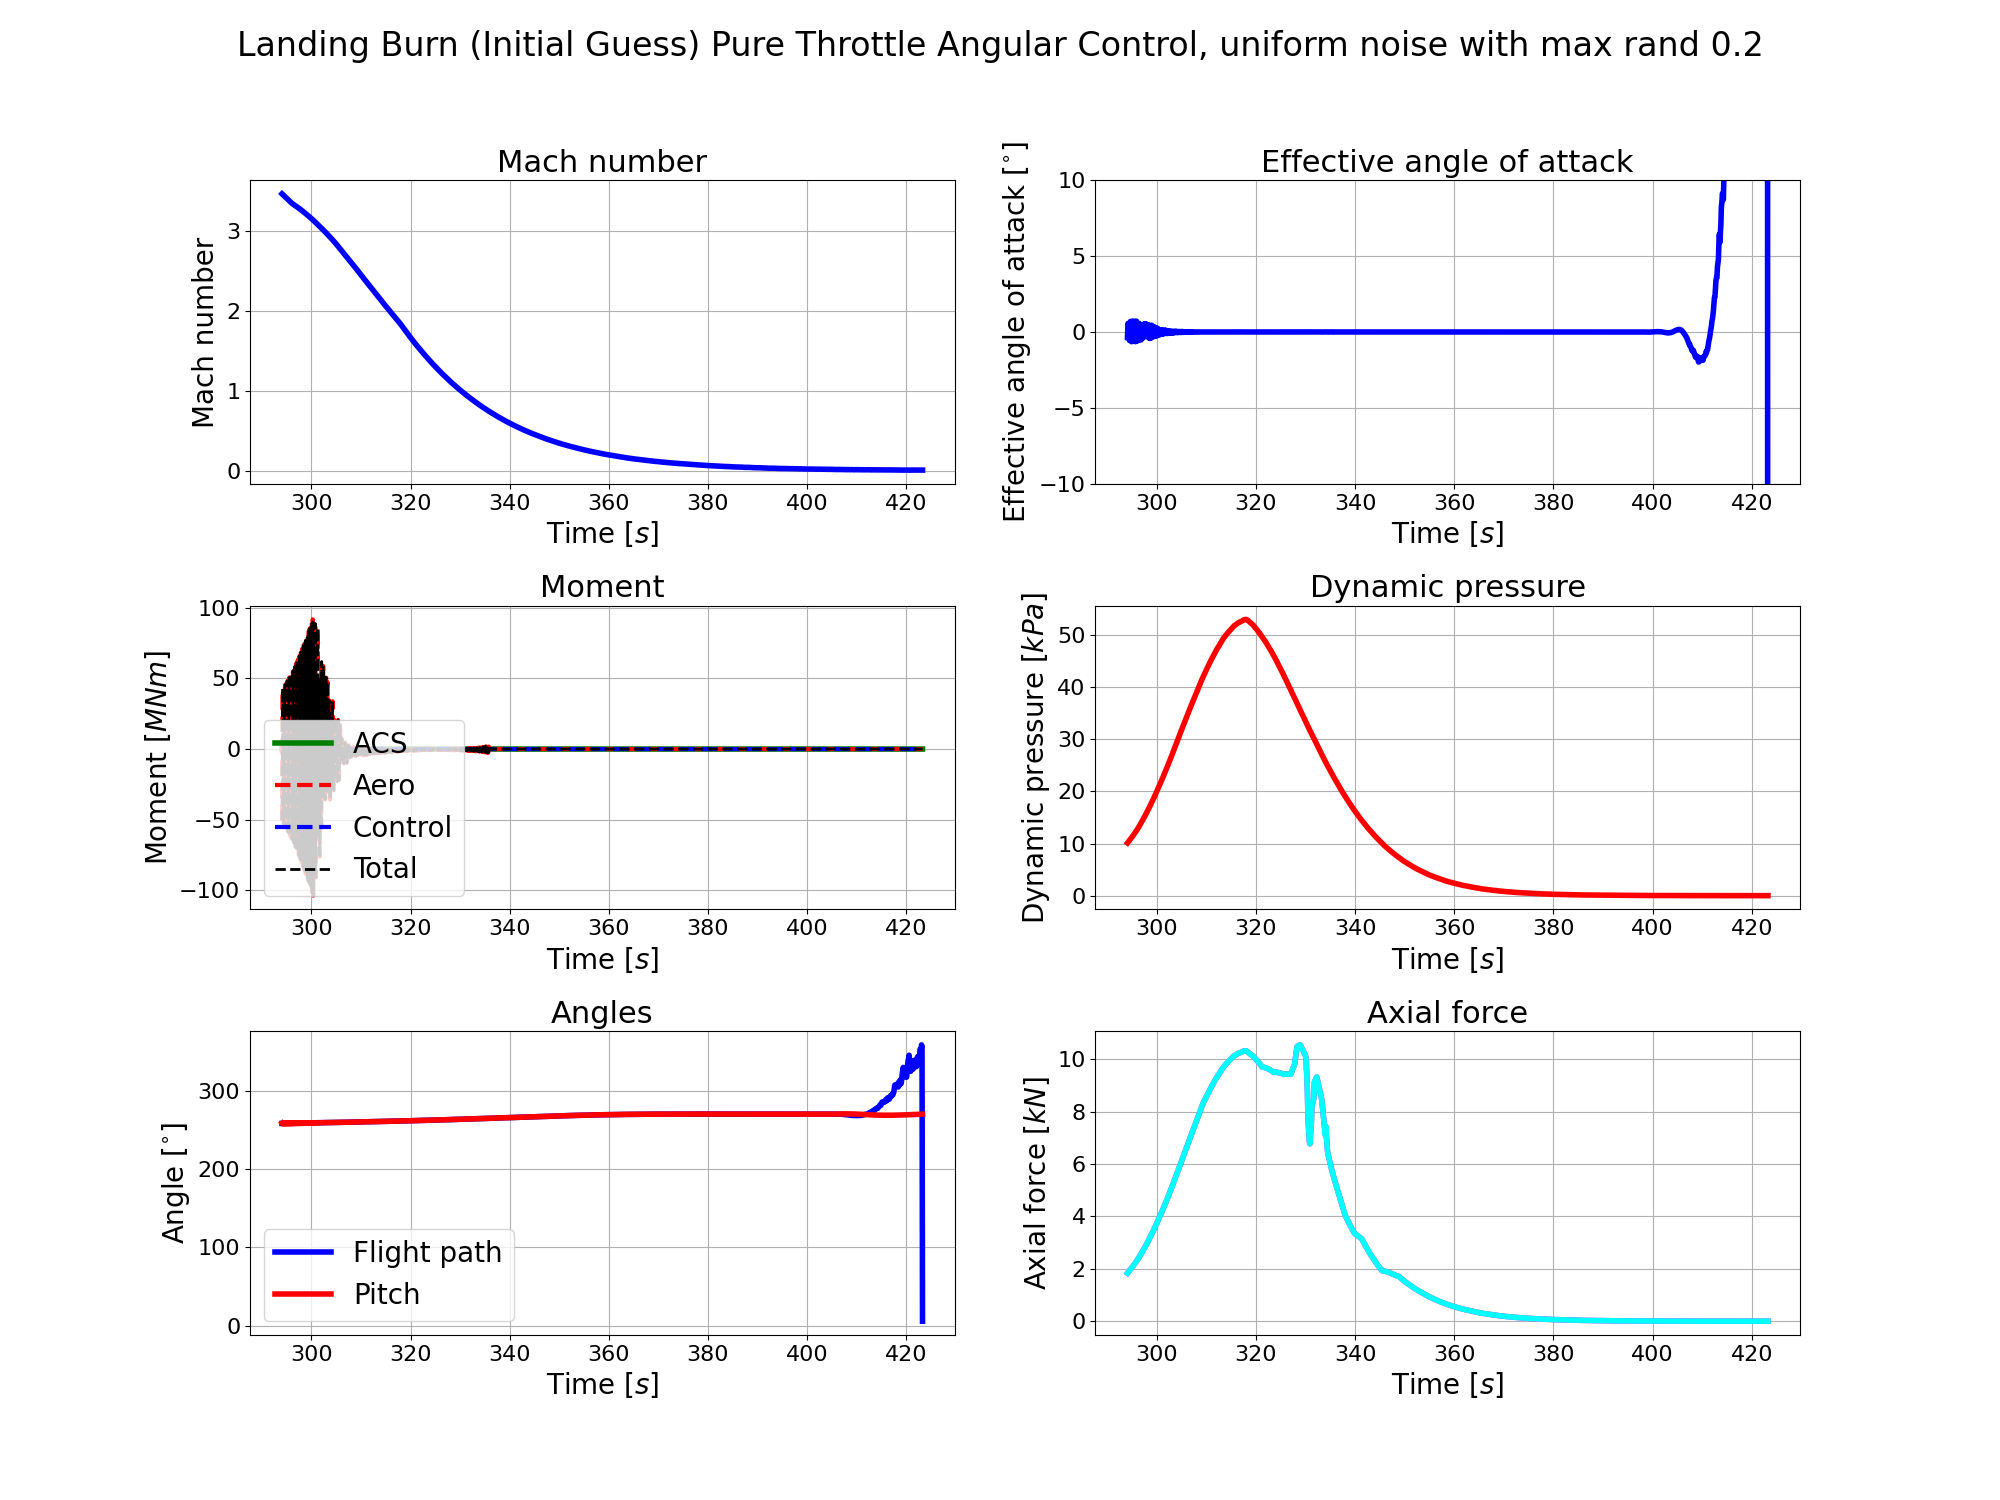 Landing Burn (Initial Guess) Pure Throttle Angular Control, uniform noise with max rand 0.2
Mach number
Mach number
3
2
1
0
300 320 340 360 380 400 420
Time [s]
Effective angle of attack
Effective angle of attack [°]
10
5
0
−5
−10
300 320 340 360 380 400 420
Time [s]
Moment
Moment [MNm]
100
50
0
−50
−100
ACS
Aero
Control
Total
300 320 340 360 380 400 420
Time [s]
Dynamic pressure
Dynamic pressure [kPa]
50
40
30
20
10
0
300 320 340 360 380 400 420
Time [s]
Angles
Angle [°]
300
200
100
0
Flight path
Pitch
300 320 340 360 380 400 420
Time [s]
Axial force
Axial force [kN]
10
8
6
4
2
0
300 320 340 360 380 400 420
Time [s]